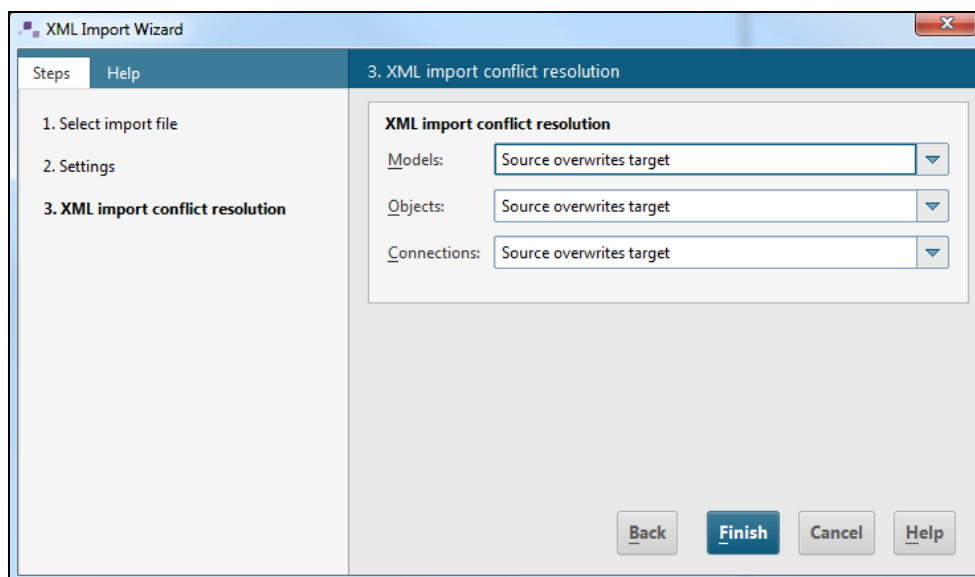 XML Import Wizard
Steps Help
1. Select import file
2. Settings
3. XML import conflict resolution
3. XML import conflict resolution
XML import conflict resolution
Models: Source overwrites target
Objects: Source overwrites target
Connections: Source overwrites target
Back Finish Cancel Help